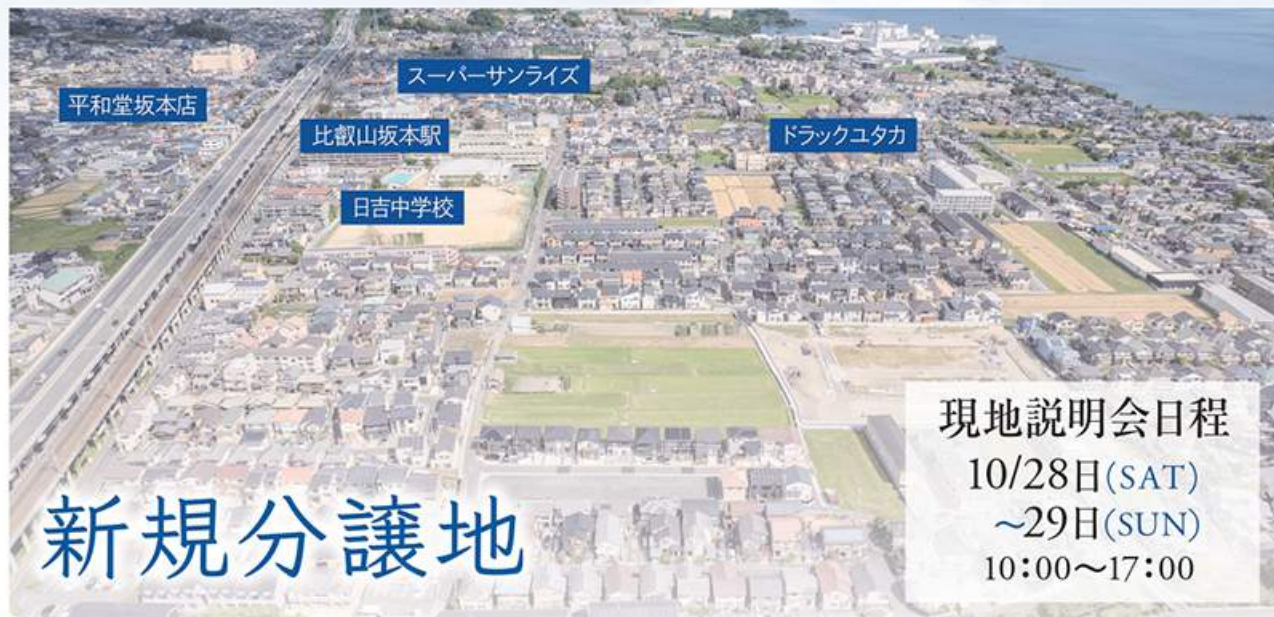 スーパーサンライズ
平和堂坂本店
比叡山坂本駅
ドラックユタカ
日吉中学校
新規分譲地
現地説明会日程
10/28日(SAT)
～29日(SUN)
10：00～17：00